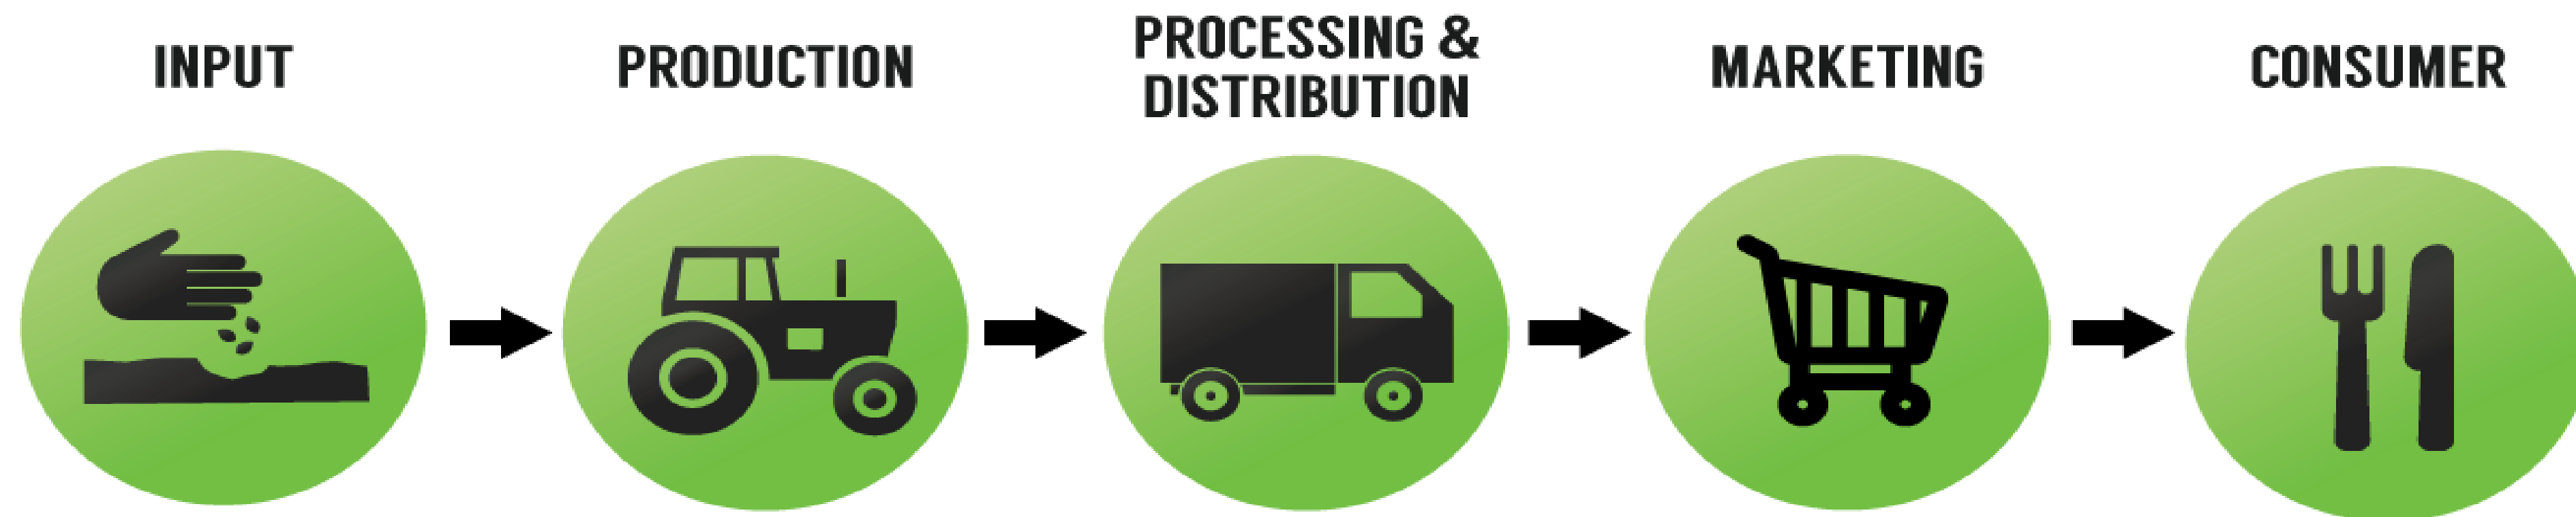 INPUT
PRODUCTION
PROCESSING &
DISTRIBUTION
MARKETING
CONSUMER